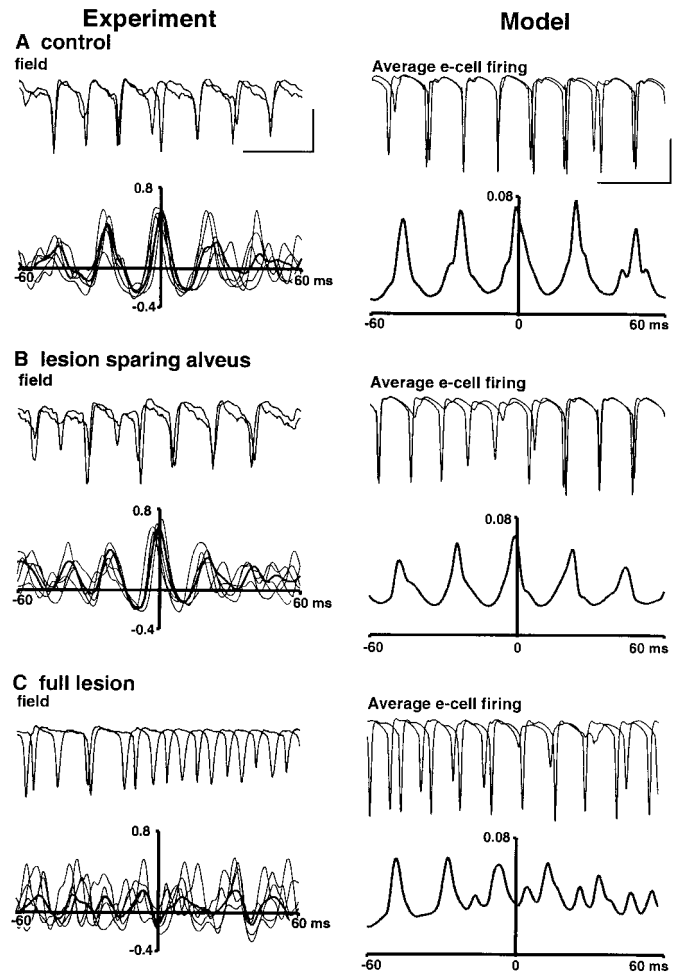 Experiment
Model
A control
field
Average e-cell firing
0.8
-60
60 ms
-0.4
0.08
-60
0
60 ms
B lesion sparing alveus
field
Average e-cell firing
0.8
-60
60 ms
-0.4
0.08
-60
0
60 ms
C full lesion
field
Average e-cell firing
0.8
-60
60 ms
-0.4
0.08
-60
0
60 ms